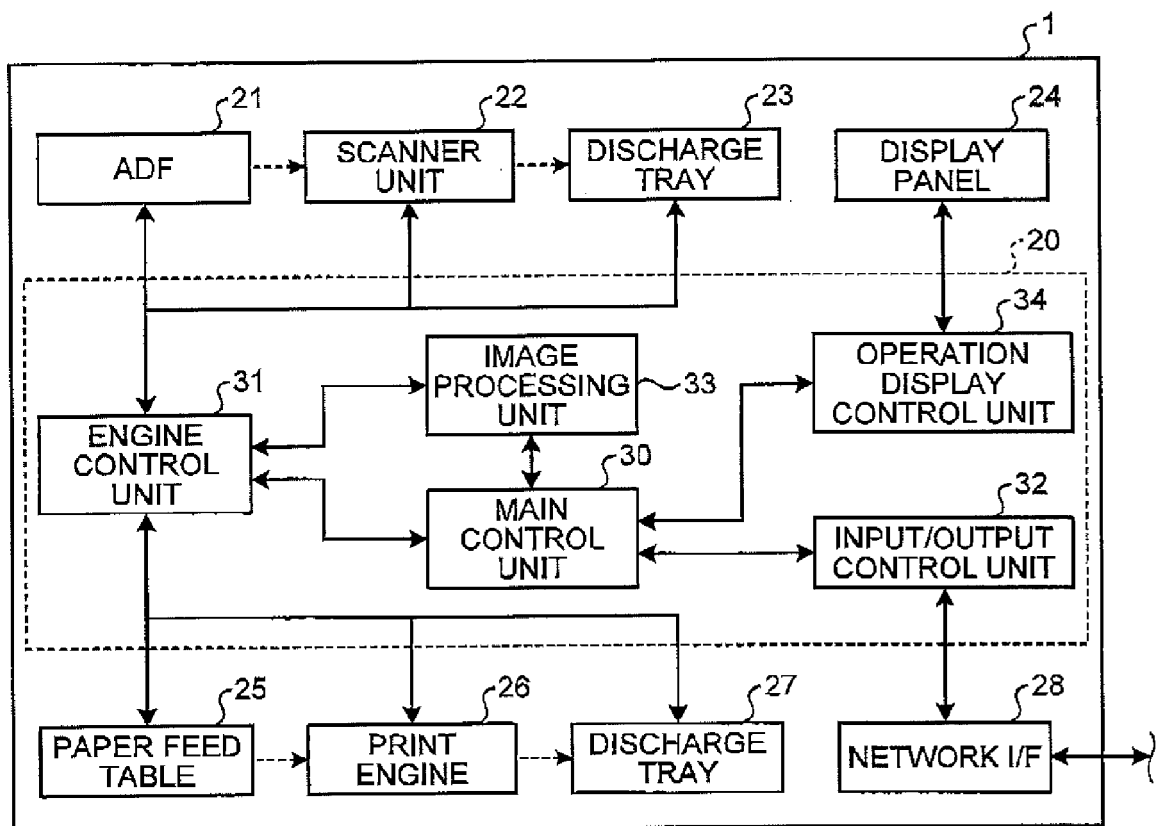 1
21
ADF
22
SCANNER
UNIT
23
DISCHARGE
TRAY
24
DISPLAY
PANEL
20
31
ENGINE
CONTROL
UNIT
IMAGE
PROCESSING
UNIT
33
34
OPERATION
DISPLAY
CONTROL UNIT
30
MAIN
CONTROL
UNIT
32
INPUT/OUTPUT
CONTROL UNIT
25
PAPER FEED
TABLE
26
PRINT
ENGINE
27
DISCHARGE
TRAY
28
NETWORK I/F